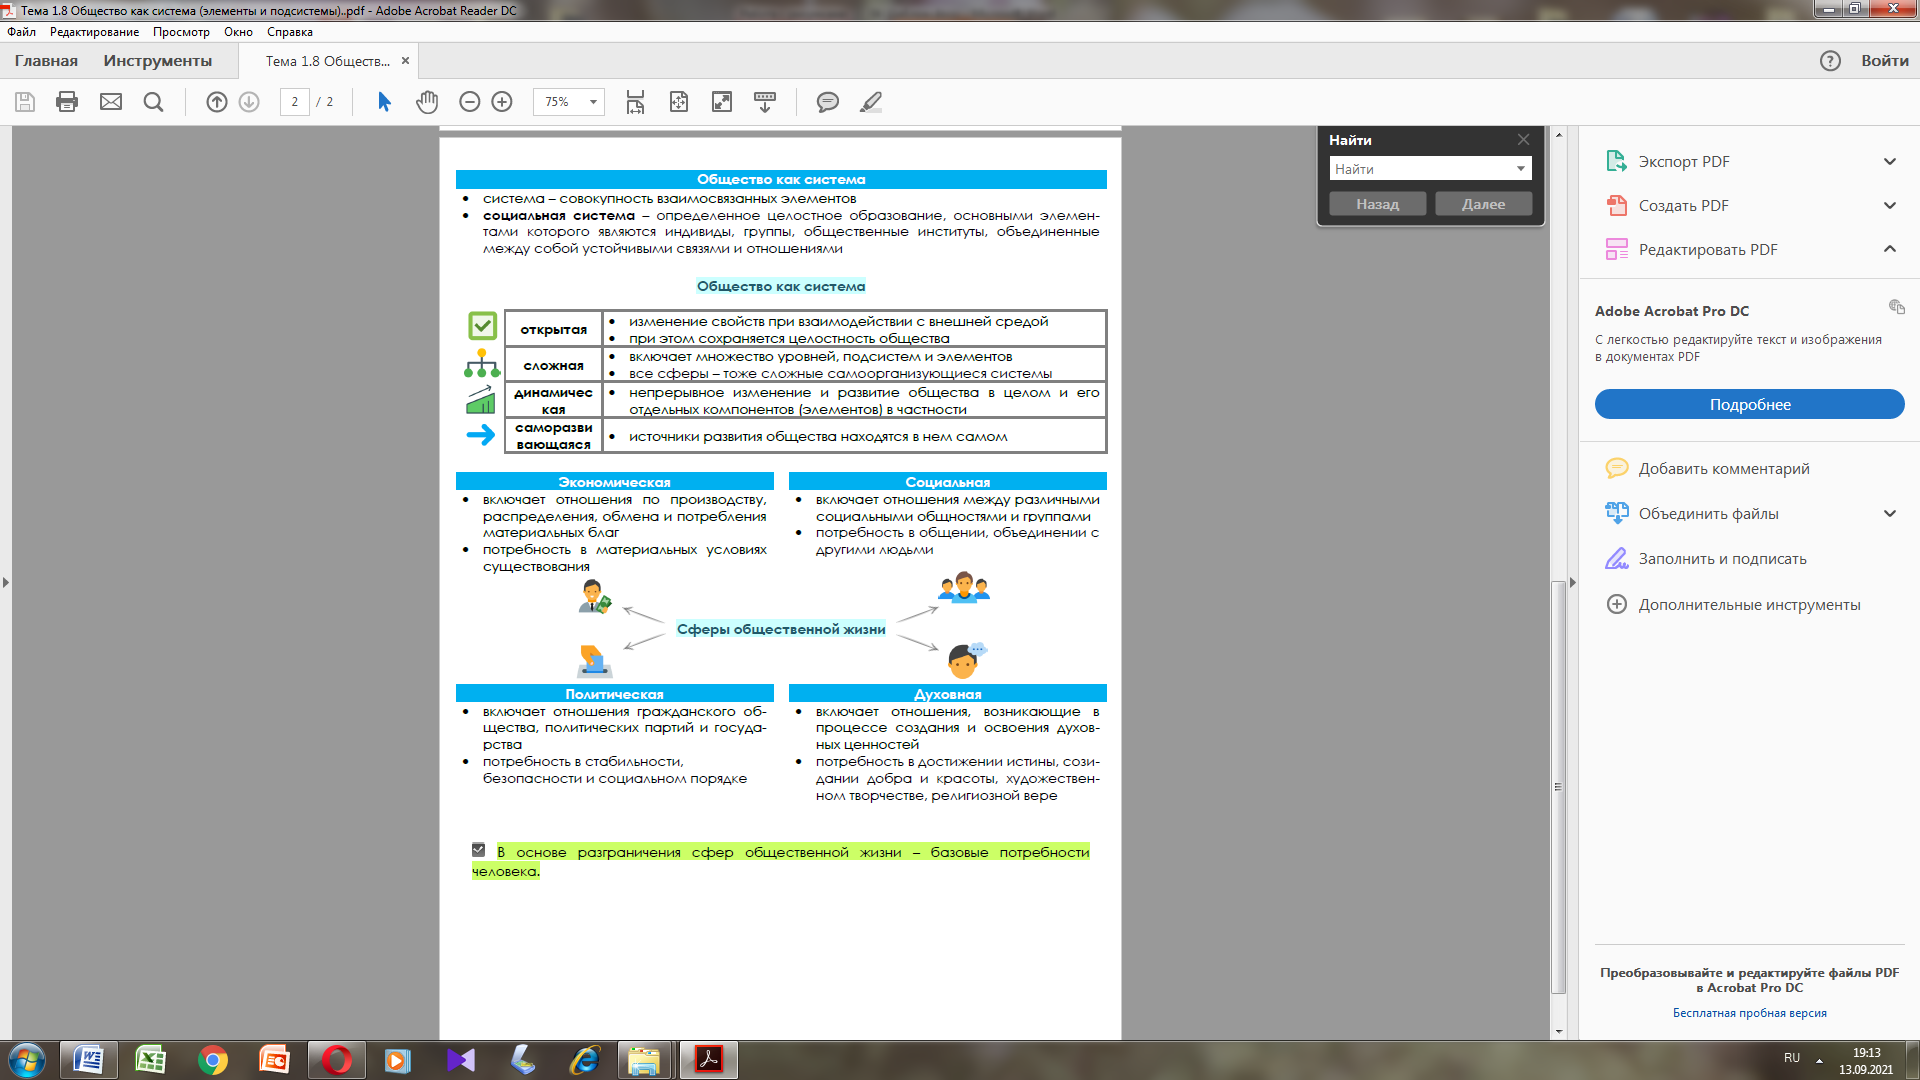 Тема 1.8 Общество как система (элементы и подсистемы)..pdf - Adobe Acrobat Reader DC
Файл Редактирование Просмотр Окно Справка
Главная Инструменты Тема 1.8 Обществ... Войти
2 / 2 75%
Общество как система
• система – совокупность взаимосвязанных элементов
• социальная система – определенное целостное образование, основными элемен-
тами которого являются индивиды, группы, общественные институты, объединенные
между собой устойчивыми связями и отношениями
Общество как система
открытая
• изменение свойств при взаимодействии с внешней средой
• при этом сохраняется целостность общества
сложная
• включает множество уровней, подсистем и элементов
• все сферы – тоже сложные самоорганизующиеся системы
динамичес
кая
• непрерывное изменение и развитие общества в целом и его
отдельных компонентов (элементов) в частности
саморазви
вающаяся
• источники развития общества находятся в нем самом
Экономическая
• включает отношения по производству,
распределения, обмена и потребления
материальных благ
• потребность в материальных условиях
существования
Социальная
• включает отношения между различными
социальными общностями и группами
• потребность в общении, объединении с
другими людьми
Сферы общественной жизни
Политическая
• включает отношения гражданского об-
щества, политических партий и госуда-
рства
• потребность в стабильности,
безопасности и социальном порядке
Духовная
• включает отношения, возникающие в
процессе создания и освоения духов-
ных ценностей
• потребность в достижении истины, сози-
дании добра и красоты, художествен-
ном творчестве, религиозной вере
В основе разграничения сфер общественной жизни – базовые потребности
человека.
Найти
Найти
Назад Далее
Экспорт PDF
Создать PDF
Редактировать PDF
Adobe Acrobat Pro DC
С легкостью редактируйте текст и изображения
в документах PDF
Подробнее
Добавить комментарий
Объединить файлы
Заполнить и подписать
Дополнительные инструменты
Преобразовывайте и редактируйте файлы PDF
в Acrobat Pro DC
Бесплатная пробная версия
RU
19:13
13.09.2021